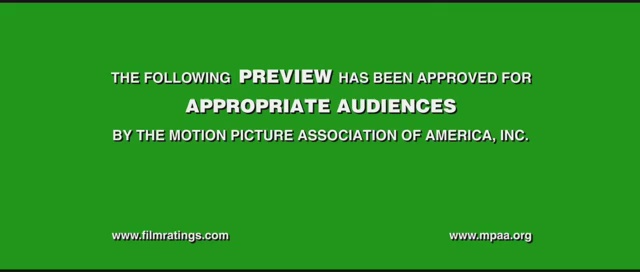 THE FOLLOWING PREVIEW HAS BEEN APPROVED FOR
APPROPRIATE AUDIENCES
BY THE MOTION PICTURE ASSOCIATION OF AMERICA, INC.
www.filmratings.com www.mpaa.org